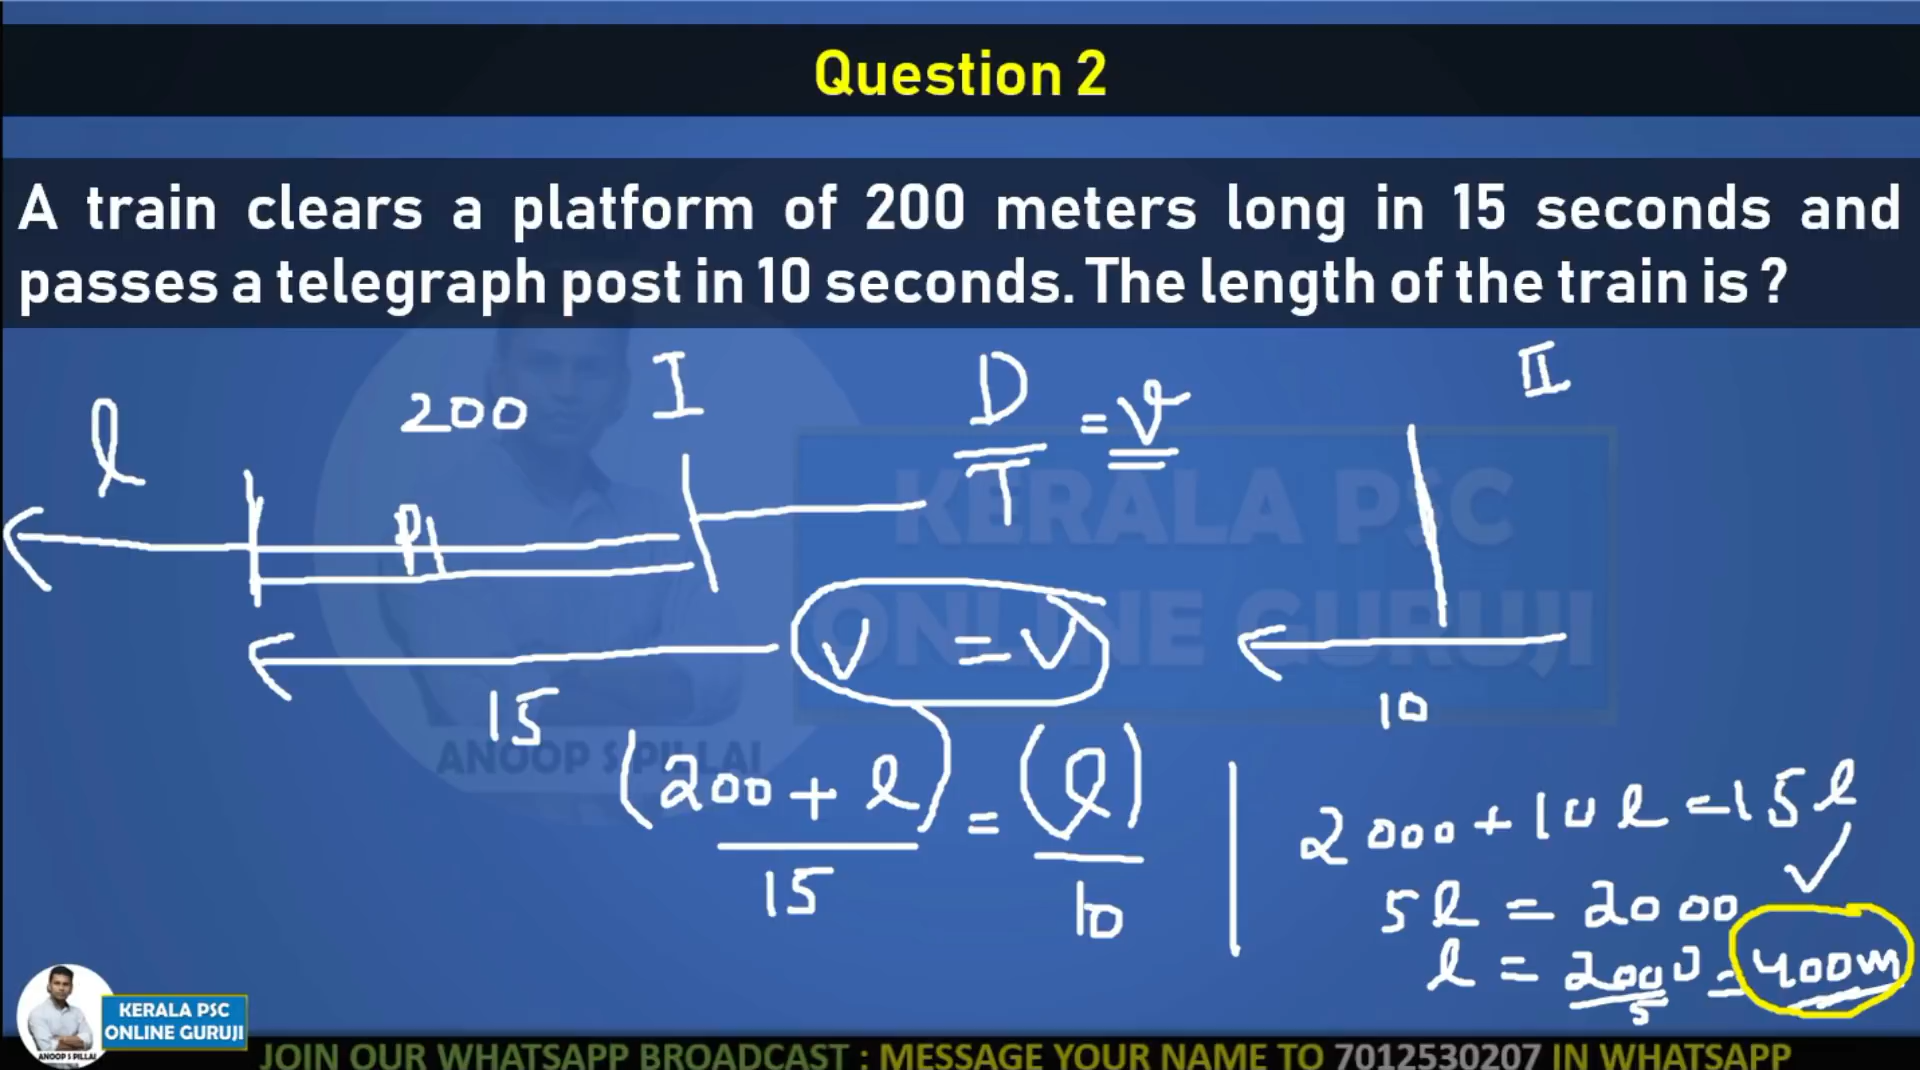 Question 2
A train clears a platform of 200 meters long in 15 seconds and
passes a telegraph post in 10 seconds. The length of the train is ?
I
D/T = v
II
l
200
Pl
KERALA PSC
ONLINE GURUJI
v = v
15
10
ANOOP S PILLAI
(200 + l)/15 = (l)/10
2000 + 10l = 15l
5l = 2000
l = 2000/5 = 400m
KERALA PSC
ONLINE GURUJI
ANOOP S PILLAI
JOIN OUR WHATSAPP BROADCAST : MESSAGE YOUR NAME TO 7012530207 IN WHATSAPP